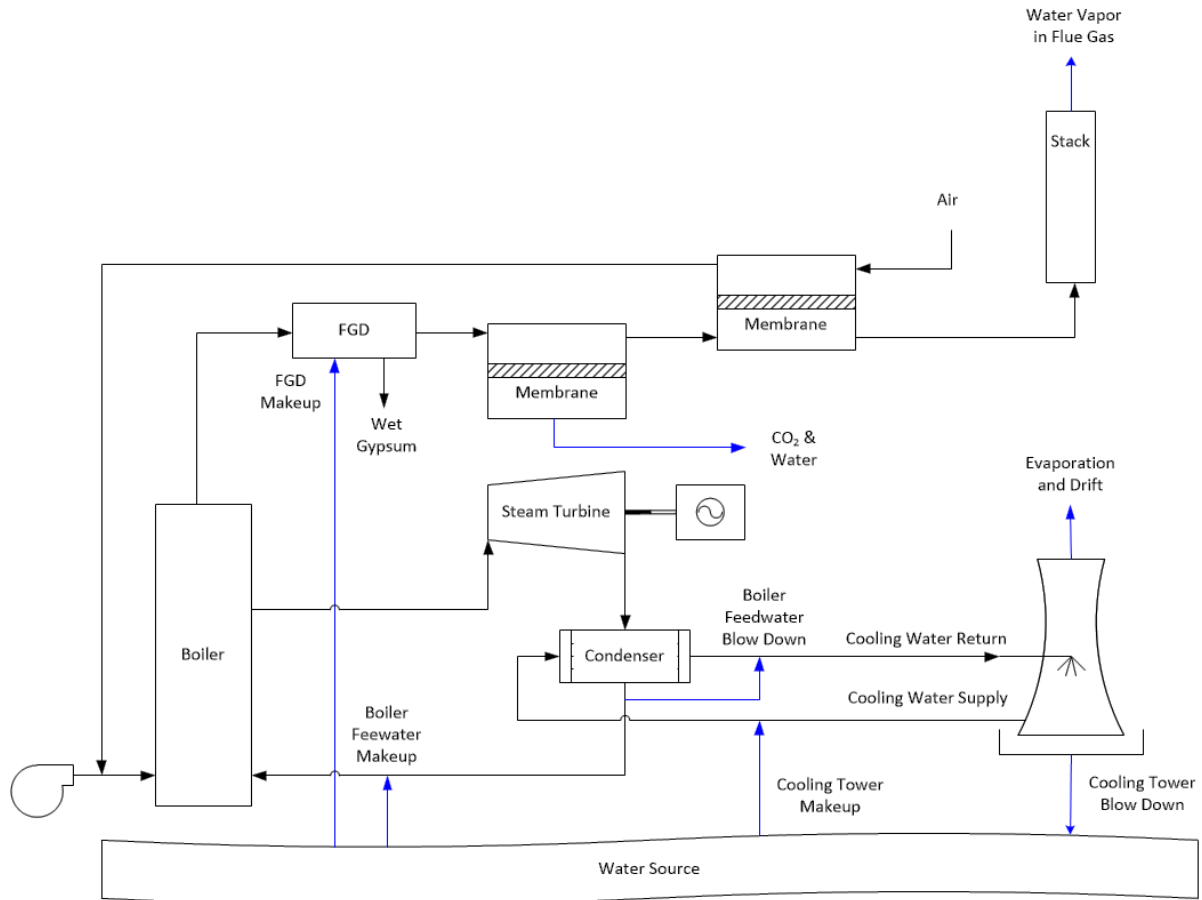 Water Vapor
in Flue Gas
Stack
Air
FGD
Membrane
FGD
Makeup
Membrane
Wet
Gypsum
CO₂ &
Water
Evaporation
and Drift
Steam Turbine
Boiler
Feedwater
Blow Down
Cooling Water Return
Boiler
Condenser
Cooling Water Supply
Boiler
Feewater
Makeup
Cooling Tower
Makeup
Cooling Tower
Blow Down
Water Source